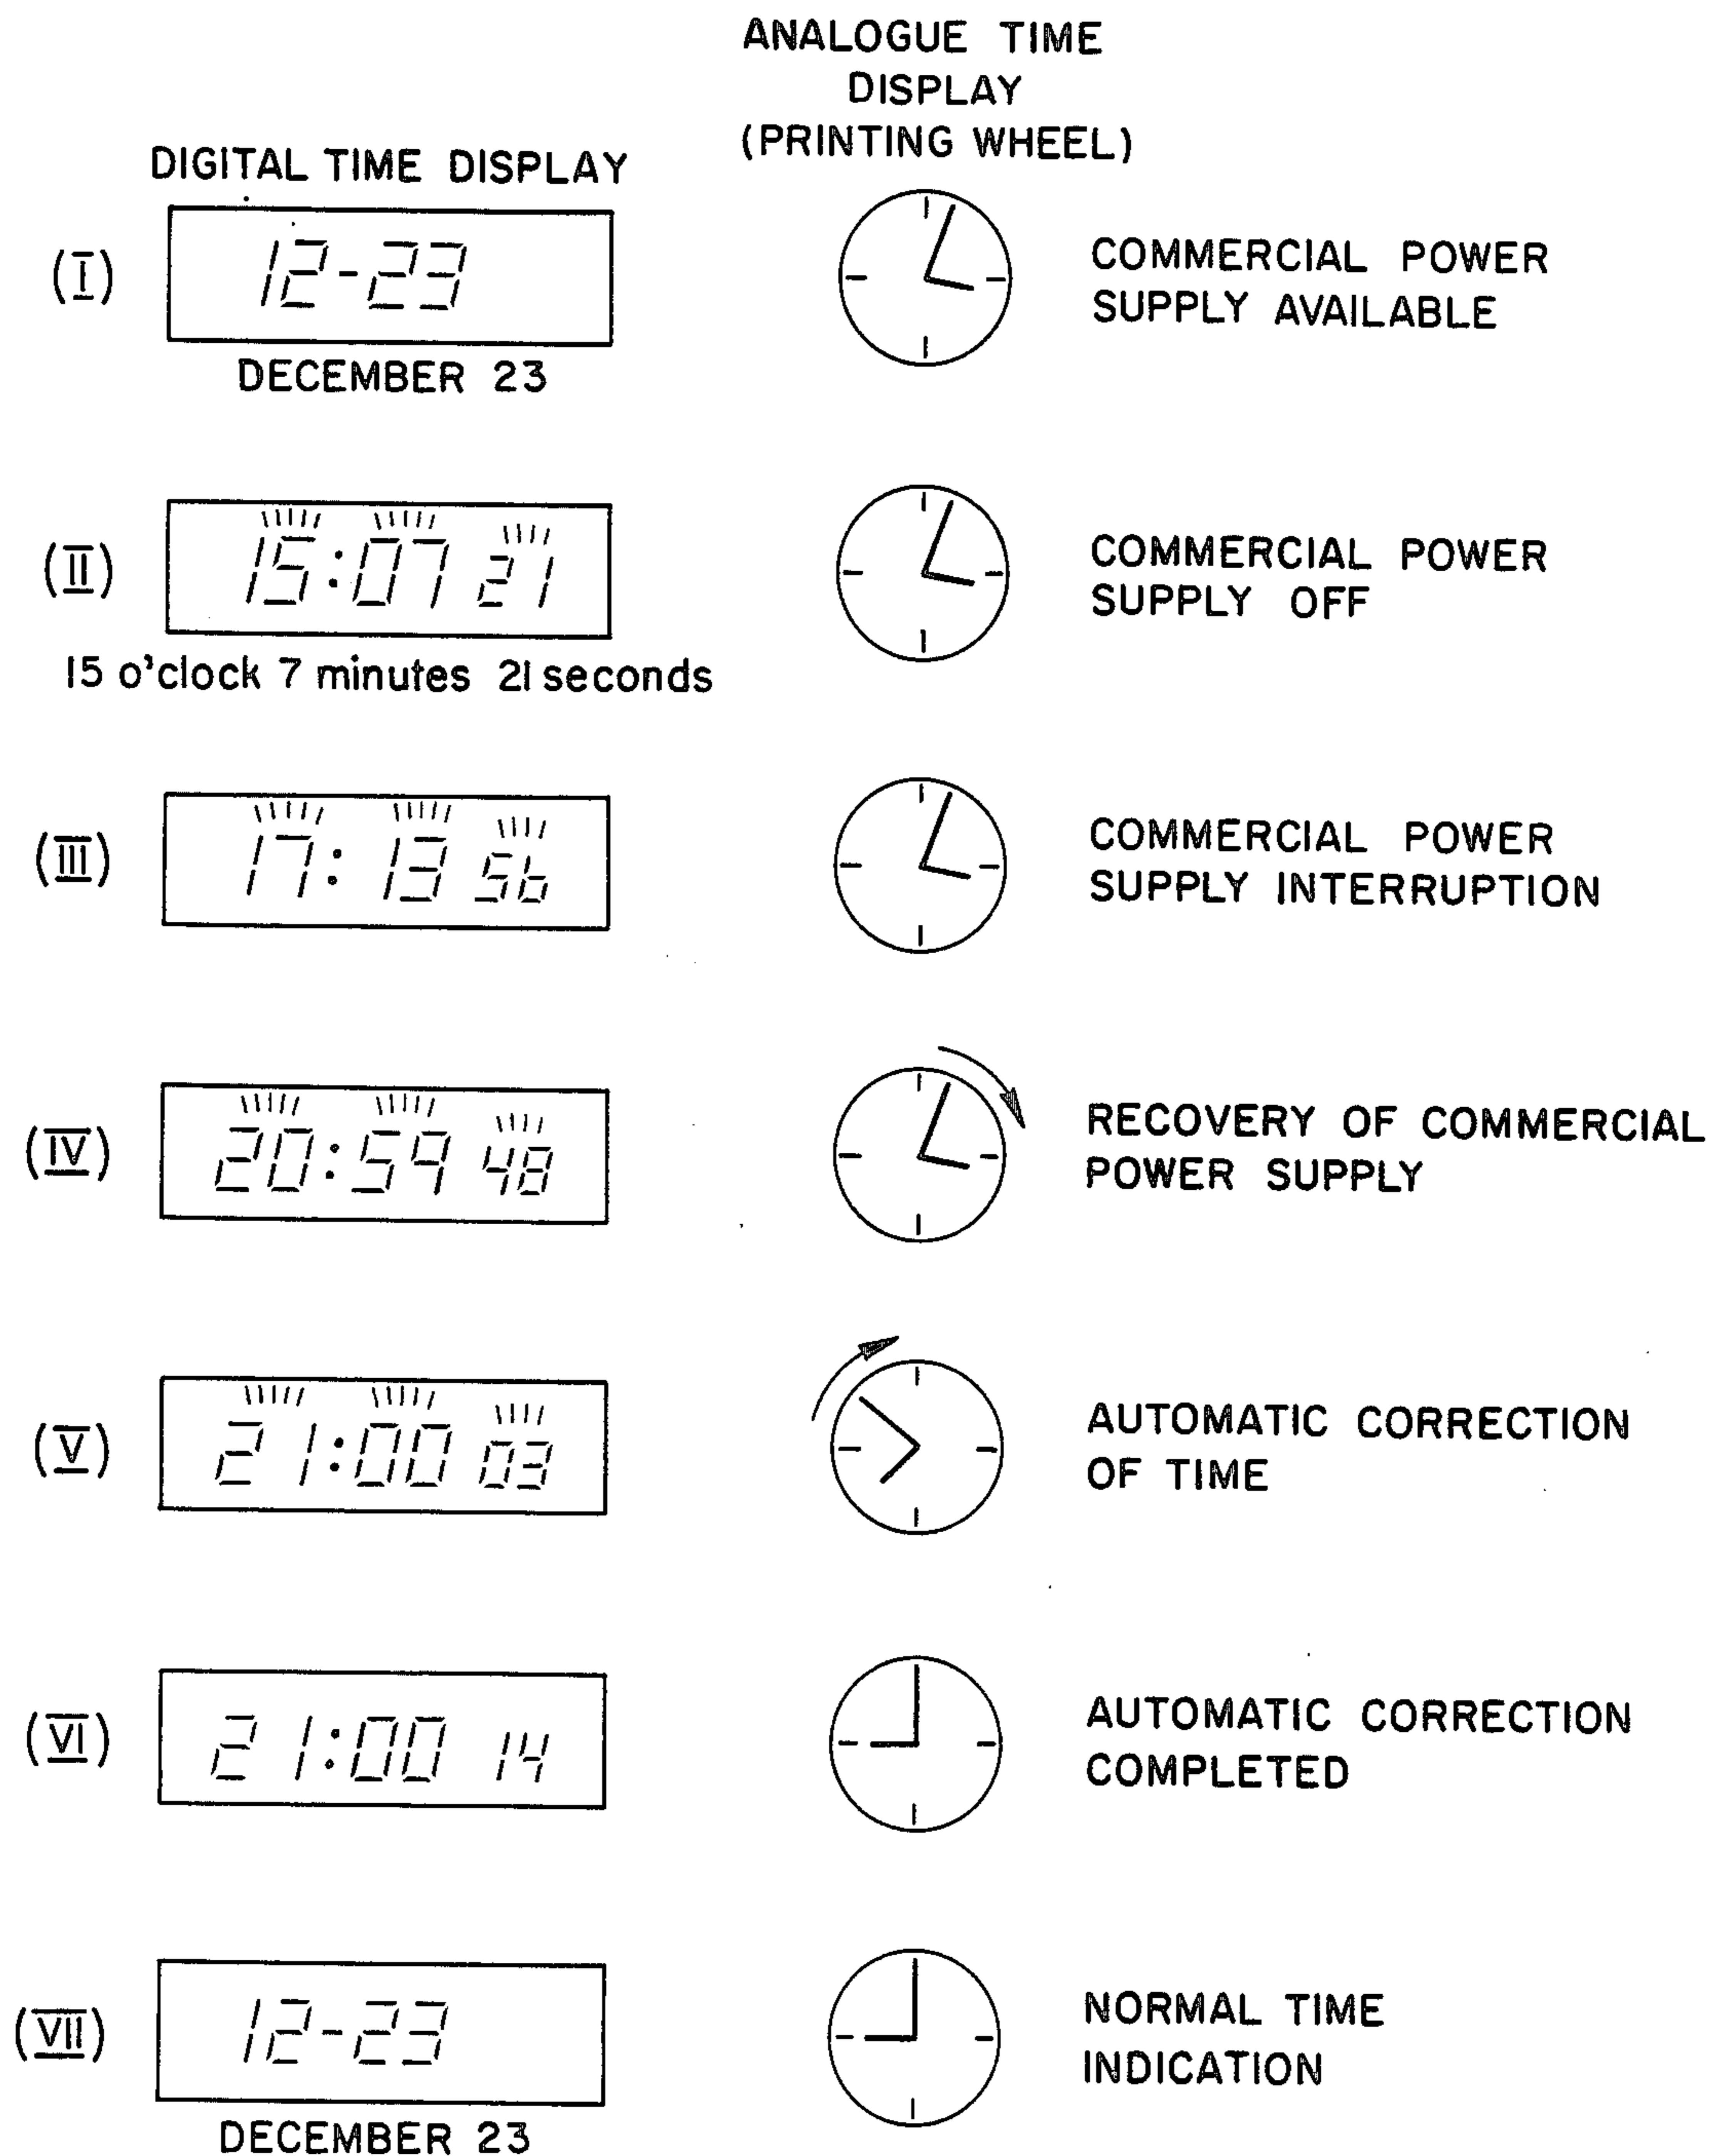 ANALOGUE TIME
DISPLAY
(PRINTING WHEEL)
DIGITAL TIME DISPLAY
(I)
12-23
DECEMBER 23
COMMERCIAL POWER
SUPPLY AVAILABLE
(II)
15:07 21
15 o'clock 7 minutes 21 seconds
COMMERCIAL POWER
SUPPLY OFF
(III)
17:13 56
COMMERCIAL POWER
SUPPLY INTERRUPTION
(IV)
20:59 48
RECOVERY OF COMMERCIAL
POWER SUPPLY
(V)
21:00 03
AUTOMATIC CORRECTION
OF TIME
(VI)
21:00 14
AUTOMATIC CORRECTION
COMPLETED
(VII)
12-23
DECEMBER 23
NORMAL TIME
INDICATION